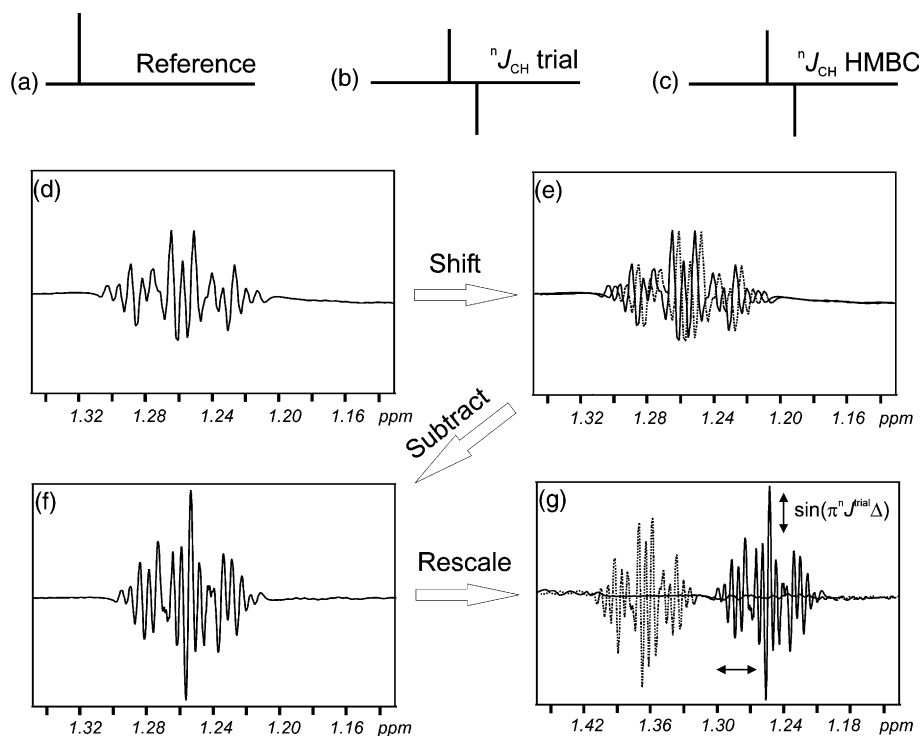 (a) Reference
(b) ⁿJCH trial
(c) ⁿJCH HMBC
(d)
1.32 1.28 1.24 1.20 1.16 ppm
Shift
(e)
1.32 1.28 1.24 1.20 1.16 ppm
Subtract
(f)
1.32 1.28 1.24 1.20 1.16 ppm
Rescale
(g)
sin(πⁿJᵗʳⁱᵃˡΔ)
1.42 1.36 1.30 1.24 1.18 ppm